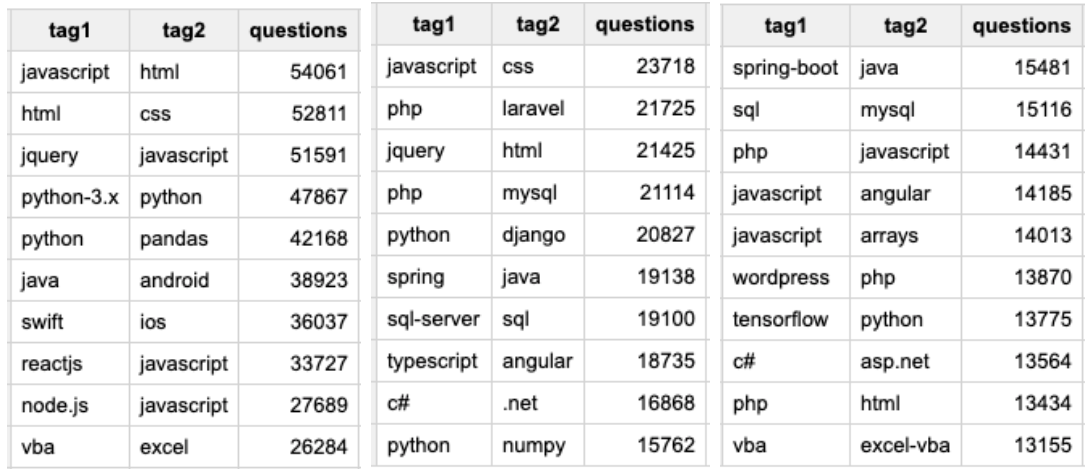 tag1 tag2 questions
javascript html 54061
html css 52811
jquery javascript 51591
python-3.x python 47867
python pandas 42168
java android 38923
swift ios 36037
reactjs javascript 33727
node.js javascript 27689
vba excel 26284
tag1 tag2 questions
javascript css 23718
php laravel 21725
jquery html 21425
php mysql 21114
python django 20827
spring java 19138
sql-server sql 19100
typescript angular 18735
c# .net 16868
python numpy 15762
tag1 tag2 questions
spring-boot java 15481
sql mysql 15116
php javascript 14431
javascript angular 14185
javascript arrays 14013
wordpress php 13870
tensorflow python 13775
c# asp.net 13564
php html 13434
vba excel-vba 13155